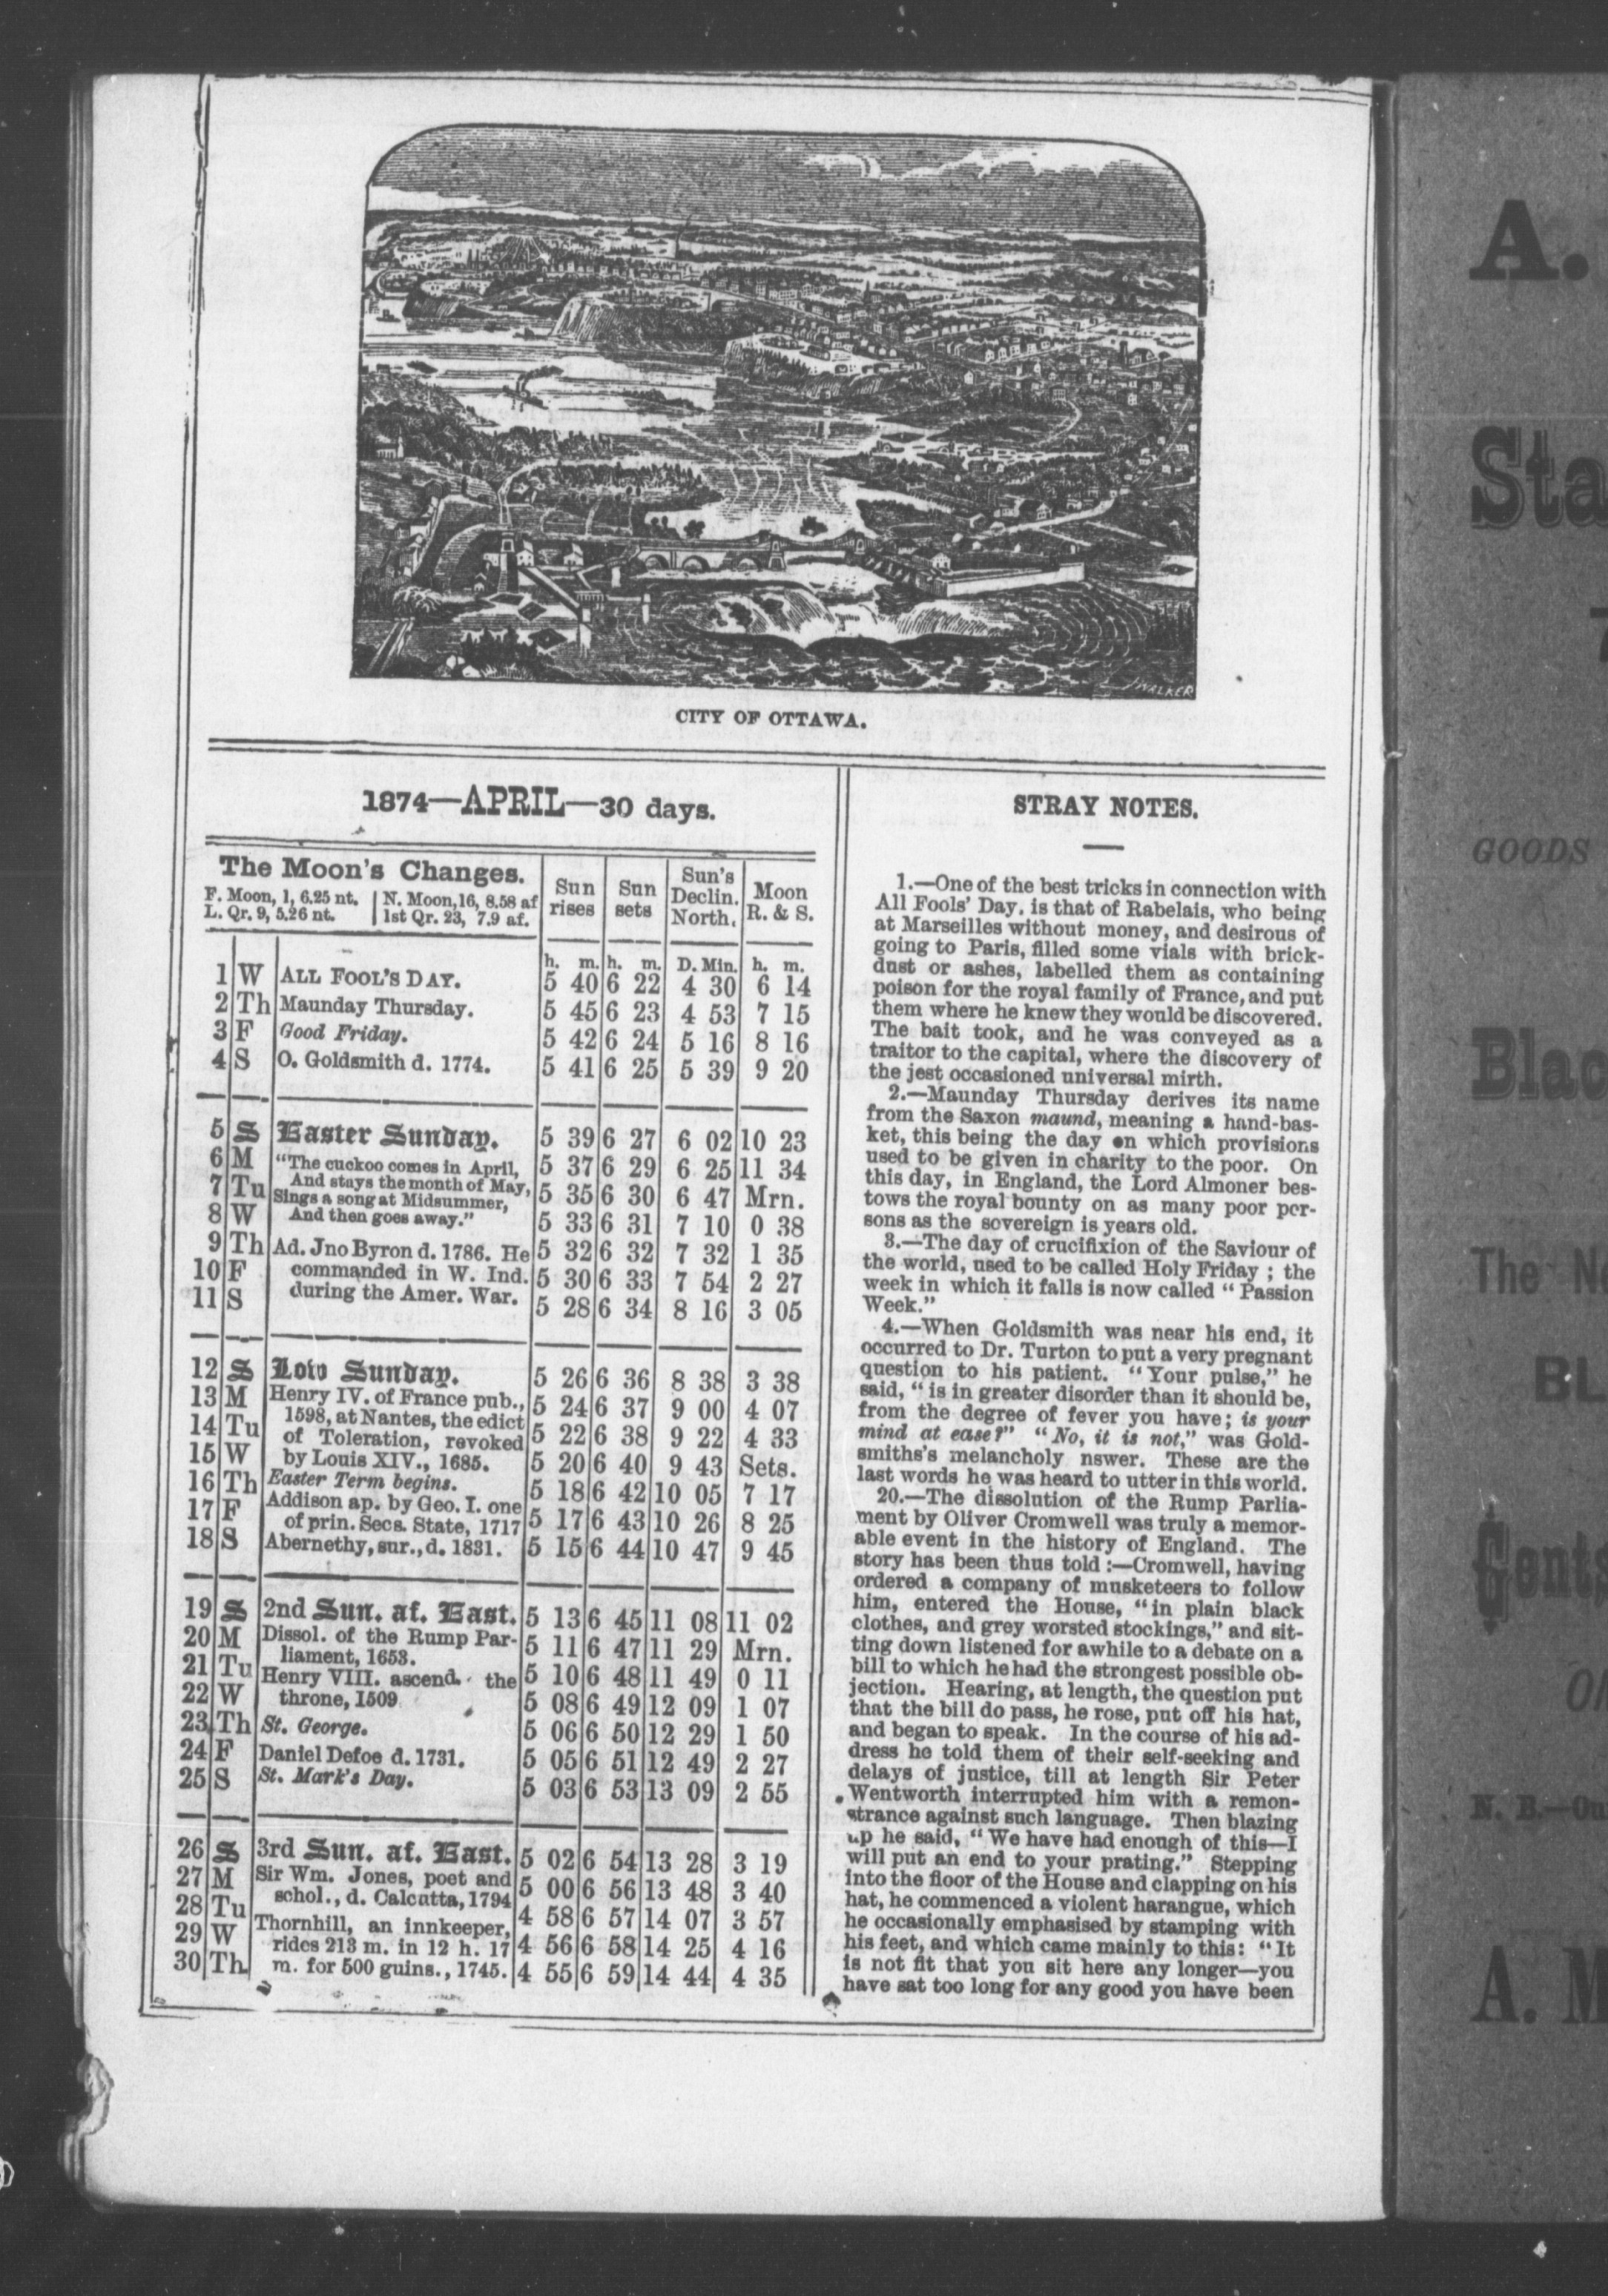 WALKER
CITY OF OTTAWA.
1874—APRIL—30 days.
The Moon's Changes.
F. Moon, 1, 6.25 nt. | N. Moon, 16, 8.58 af
L. Qr. 9, 5.26 nt. | 1st Qr. 23, 7.9 af.
Sun rises
Sun sets
Sun's Declin. North.
Moon R. & S.
h. m. h. m. D. Min. h. m.
1 W ALL FOOL'S DAY. 5 40 6 22 4 30 6 14
2 Th Maunday Thursday. 5 45 6 23 4 53 7 15
3 F Good Friday. 5 42 6 24 5 16 8 16
4 S O. Goldsmith d. 1774. 5 41 6 25 5 39 9 20
5 S Easter Sunday. 5 39 6 27 6 02 10 23
6 M "The cuckoo comes in April, 5 37 6 29 6 25 11 34
And stays the month of May,
7 Tu Sings a song at Midsummer, 5 35 6 30 6 47 Mrn.
8 W And then goes away." 5 33 6 31 7 10 0 38
9 Th Ad. Jno Byron d. 1786. He 5 32 6 32 7 32 1 35
10 F commanded in W. Ind. 5 30 6 33 7 54 2 27
11 S during the Amer. War. 5 28 6 34 8 16 3 05
12 S Low Sunday. 5 26 6 36 8 38 3 38
13 M Henry IV. of France pub., 5 24 6 37 9 00 4 07
1598, at Nantes, the edict
14 Tu of Toleration, revoked 5 22 6 38 9 22 4 33
15 W by Louis XIV., 1685. 5 20 6 40 9 43 Sets.
16 Th Easter Term begins. 5 18 6 42 10 05 7 17
17 F Addison ap. by Geo. I. one 5 17 6 43 10 26 8 25
of prin. Secs. State, 1717
18 S Abernethy, sur., d. 1831. 5 15 6 44 10 47 9 45
19 S 2nd Sun. af. East. 5 13 6 45 11 08 11 02
20 M Dissol. of the Rump Par- 5 11 6 47 11 29 Mrn.
liament, 1653.
21 Tu Henry VIII. ascend. the 5 10 6 48 11 49 0 11
22 W throne, 1509 5 08 6 49 12 09 1 07
23 Th St. George. 5 06 6 50 12 29 1 50
24 F Daniel Defoe d. 1731. 5 05 6 51 12 49 2 27
25 S St. Mark's Day. 5 03 6 53 13 09 2 55
26 S 3rd Sun. af. East. 5 02 6 54 13 28 3 19
27 M Sir Wm. Jones, poet and 5 00 6 56 13 48 3 40
28 Tu schol., d. Calcutta, 1794 4 58 6 57 14 07 3 57
29 W Thornhill, an innkeeper, 4 56 6 58 14 25 4 16
rides 213 m. in 12 h. 17
30 Th. m. for 500 guins., 1745. 4 55 6 59 14 44 4 35
STRAY NOTES.
1.—One of the best tricks in connection with
All Fools' Day, is that of Rabelais, who being
at Marseilles without money, and desirous of
going to Paris, filled some vials with brick-
dust or ashes, labelled them as containing
poison for the royal family of France, and put
them where he knew they would be discovered.
The bait took, and he was conveyed as a
traitor to the capital, where the discovery of
the jest occasioned universal mirth.
2.—Maunday Thursday derives its name
from the Saxon maund, meaning a hand-bas-
ket, this being the day on which provisions
used to be given in charity to the poor. On
this day, in England, the Lord Almoner bes-
tows the royal bounty on as many poor per-
sons as the sovereign is years old.
3.—The day of crucifixion of the Saviour of
the world, used to be called Holy Friday ; the
week in which it falls is now called "Passion
Week."
4.—When Goldsmith was near his end, it
occurred to Dr. Turton to put a very pregnant
question to his patient. "Your pulse," he
said, "is in greater disorder than it should be,
from the degree of fever you have; is your
mind at ease?" "No, it is not," was Gold-
smiths's melancholy nswer. These are the
last words he was heard to utter in this world.
20.—The dissolution of the Rump Parlia-
ment by Oliver Cromwell was truly a memor-
able event in the history of England. The
story has been thus told :—Cromwell, having
ordered a company of musketeers to follow
him, entered the House, "in plain black
clothes, and grey worsted stockings," and sit-
ting down listened for awhile to a debate on a
bill to which he had the strongest possible ob-
jection. Hearing, at length, the question put
that the bill do pass, he rose, put off his hat,
and began to speak. In the course of his ad-
dress he told them of their self-seeking and
delays of justice, till at length Sir Peter
Wentworth interrupted him with a remon-
strance against such language. Then blazing
up he said, "We have had enough of this—I
will put an end to your prating." Stepping
into the floor of the House and clapping on his
hat, he commenced a violent harangue, which
he occasionally emphasised by stamping with
his feet, and which came mainly to this: "It
is not fit that you sit here any longer—you
have sat too long for any good you have been
A.
Sta
7
GOODS
Blac
The Ne
BL
Gents
N. B.—Our
A. M